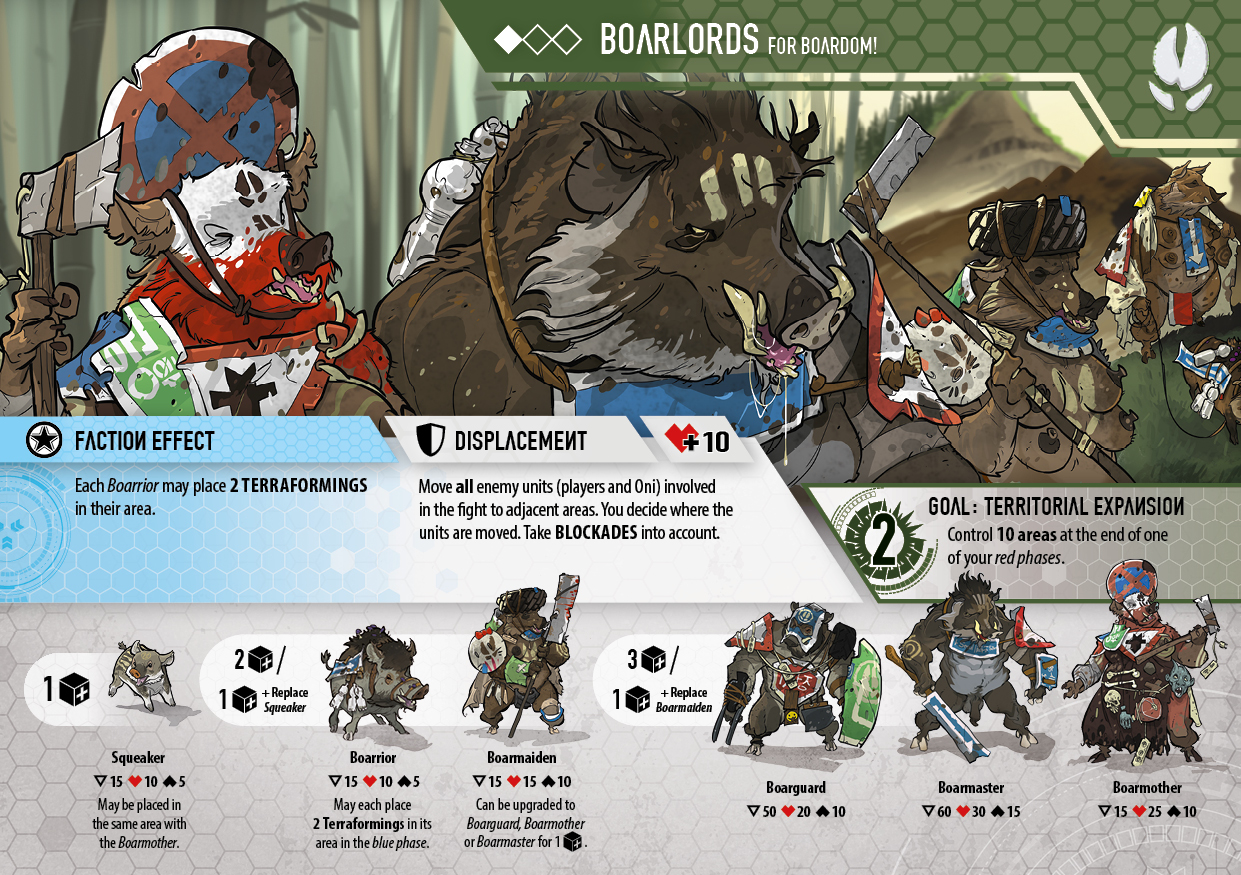 BOARLORDS FOR BOARDOM!
FACTION EFFECT
Each Boarrior may place 2 TERRAFORMINGS
in their area.
DISPLACEMENT
+10
Move all enemy units (players and Oni) involved
in the fight to adjacent areas. You decide where the
units are moved. Take BLOCKADES into account.
2
GOAL: TERRITORIAL EXPANSION
Control 10 areas at the end of one
of your red phases.
1
2 /
1 + Replace
Squeaker
3 /
1 + Replace
Boarmaiden
Squeaker
15 10 5
May be placed in
the same area with
the Boarmother.
Boarrior
15 10 5
May each place
2 Terraformings in its
area in the blue phase.
Boarmaiden
15 15 10
Can be upgraded to
Boarguard, Boarmother
or Boarmaster for 1 .
Boarguard
50 20 10
Boarmaster
60 30 15
Boarmother
15 25 10